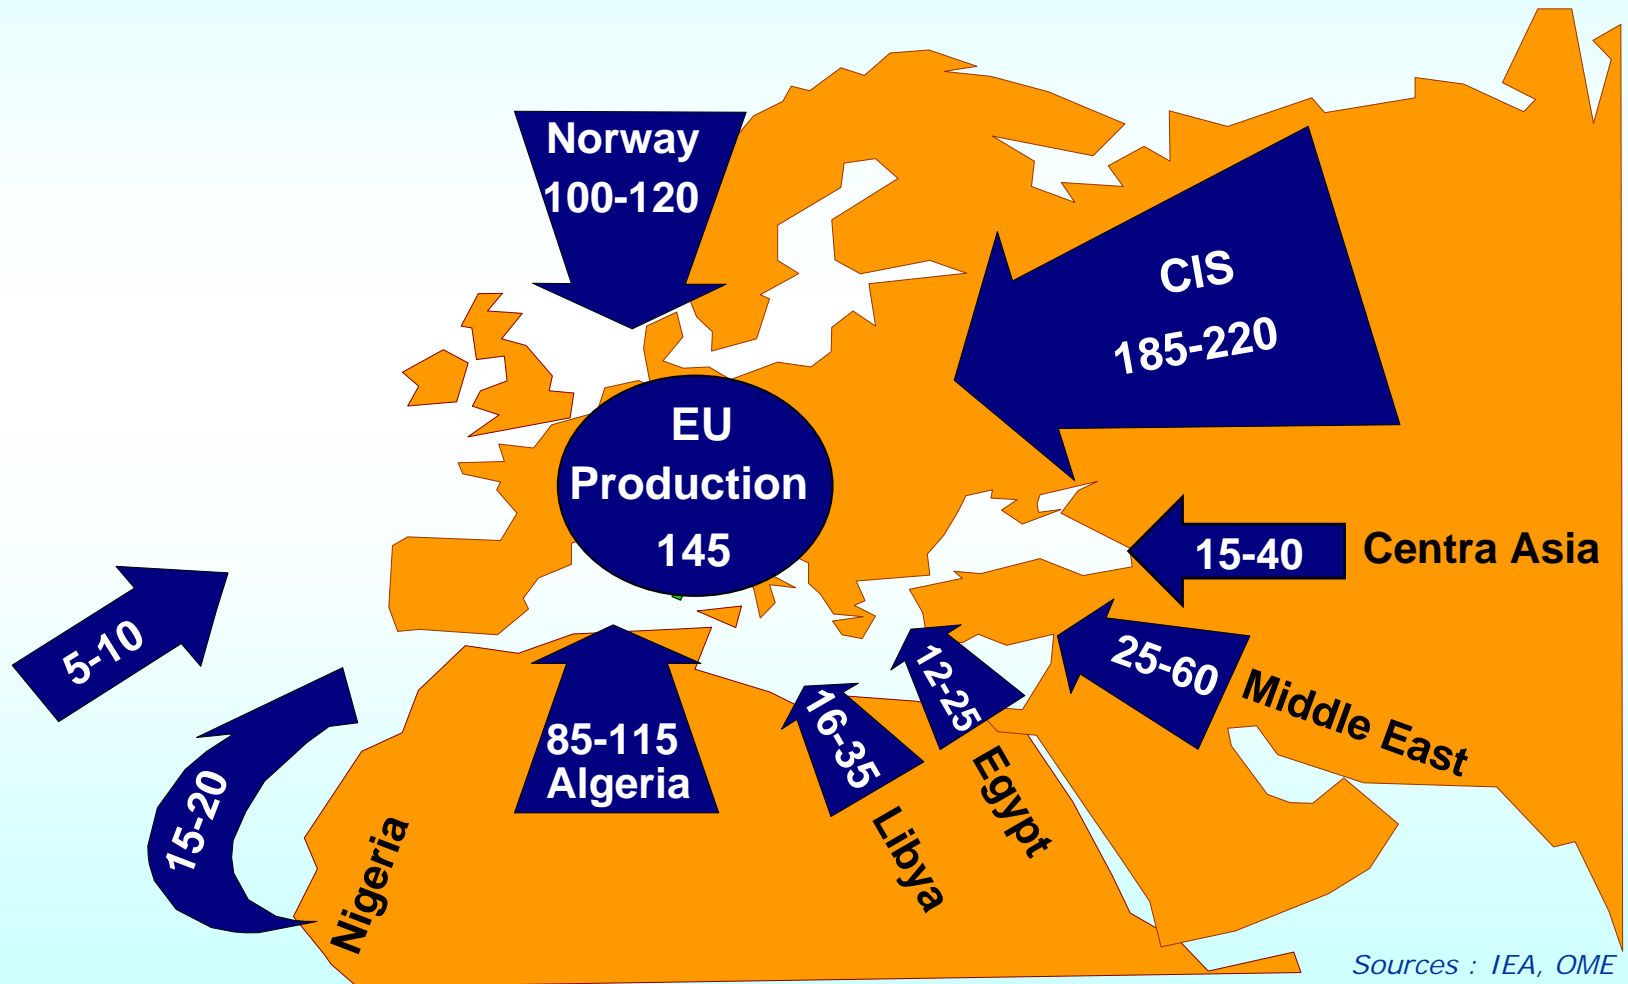 Norway
100-120
CIS
185-220
EU
Production
145
15-40
Centra Asia
5-10
25-60
Middle East
12-25
Egypt
16-35
Libya
85-115
Algeria
15-20
Nigeria
Sources : IEA, OME